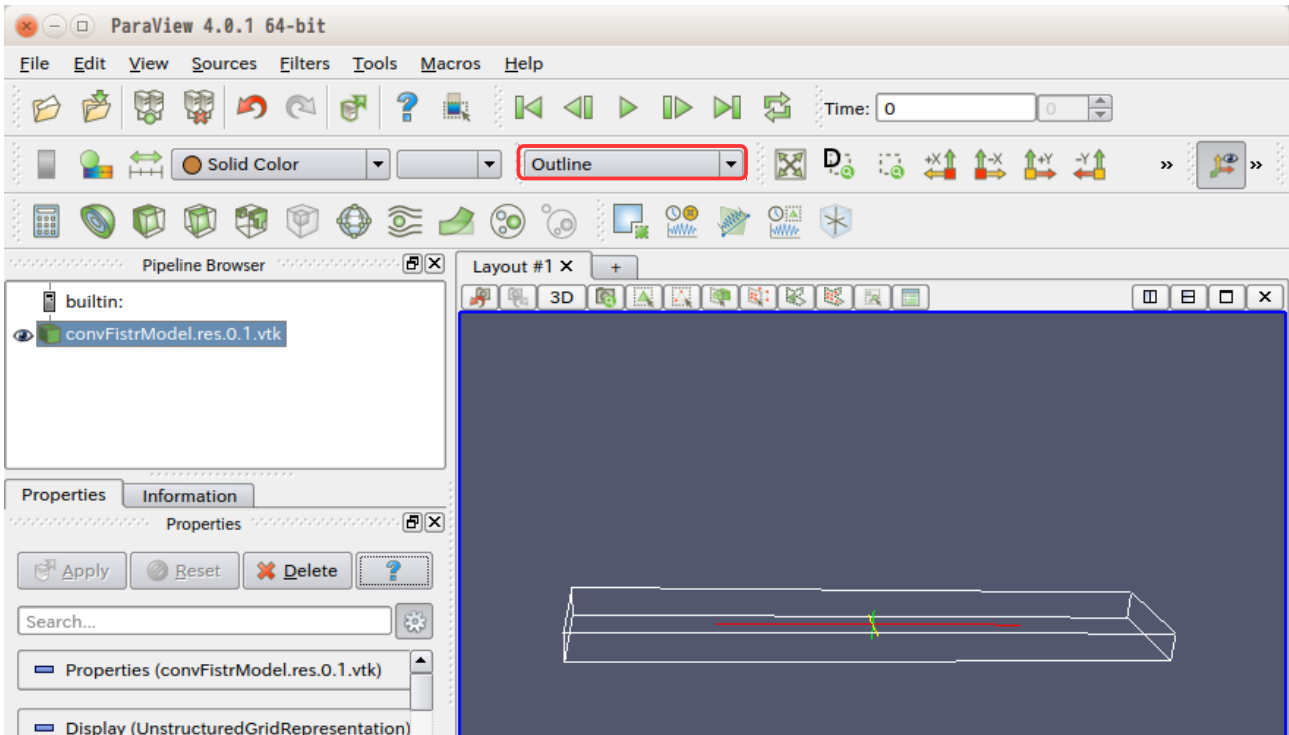 ParaView 4.0.1 64-bit
File Edit View Sources Filters Tools Macros Help
Time: 0 0
Solid Color Outline D +X -X +Y -Y » »
Pipeline Browser
Layout #1 X +
builtin:
3D
convFistrModel.res.0.1.vtk
Properties Information
Properties
Apply Reset Delete ?
Search...
Properties (convFistrModel.res.0.1.vtk)
Display (UnstructuredGridRepresentation)